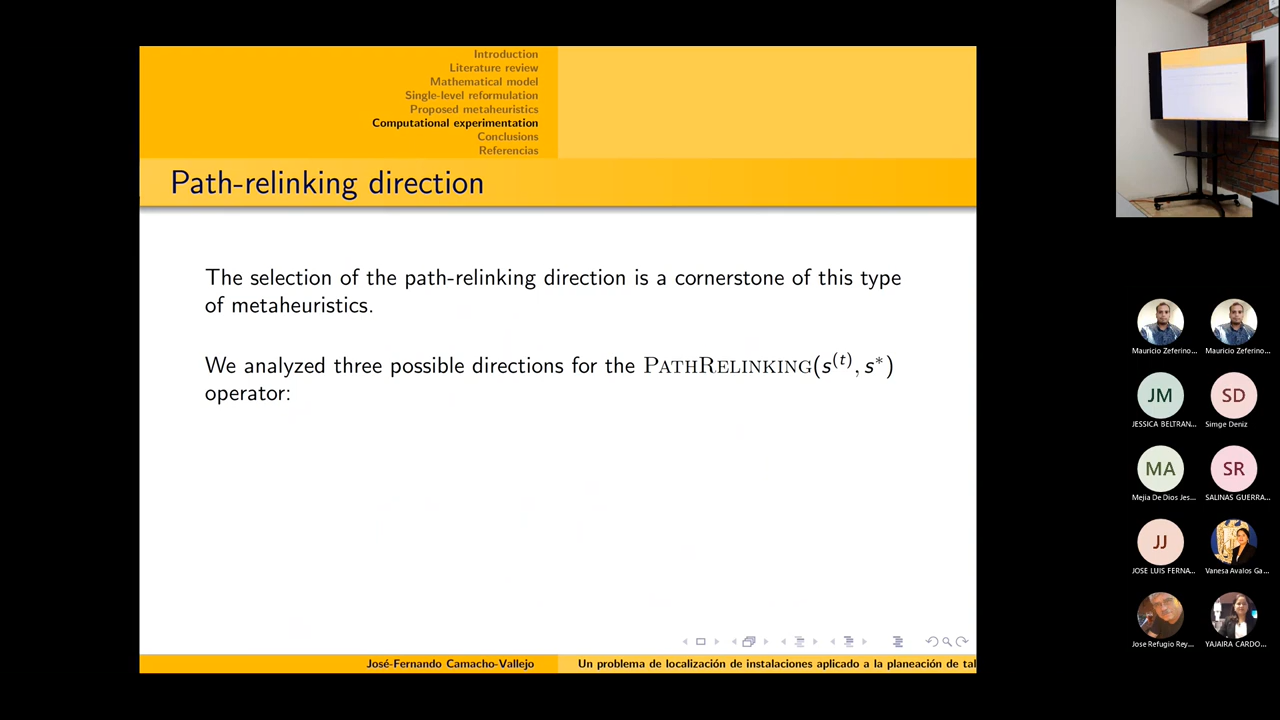 Introduction
Literature review
Mathematical model
Single-level reformulation
Proposed metaheuristics
Computational experimentation
Conclusions
Referencias
Path-relinking direction
The selection of the path-relinking direction is a cornerstone of this type
of metaheuristics.
We analyzed three possible directions for the PATHRELINKING(s^(t), s^*)
operator:
José-Fernando Camacho-Vallejo
Un problema de localización de instalaciones aplicado a la planeación de tal
Mauricio Zeferino...
Mauricio Zeferino...
JM
SD
JESSICA BELTRAN...
Simge Deniz
MA
SR
Mejia De Dios Jes...
SALINAS GUERRA...
JJ
JOSE LUIS FERNA...
Vanesa Avalos Ga...
Jose Refugio Rey...
YAJAIRA CARDO...